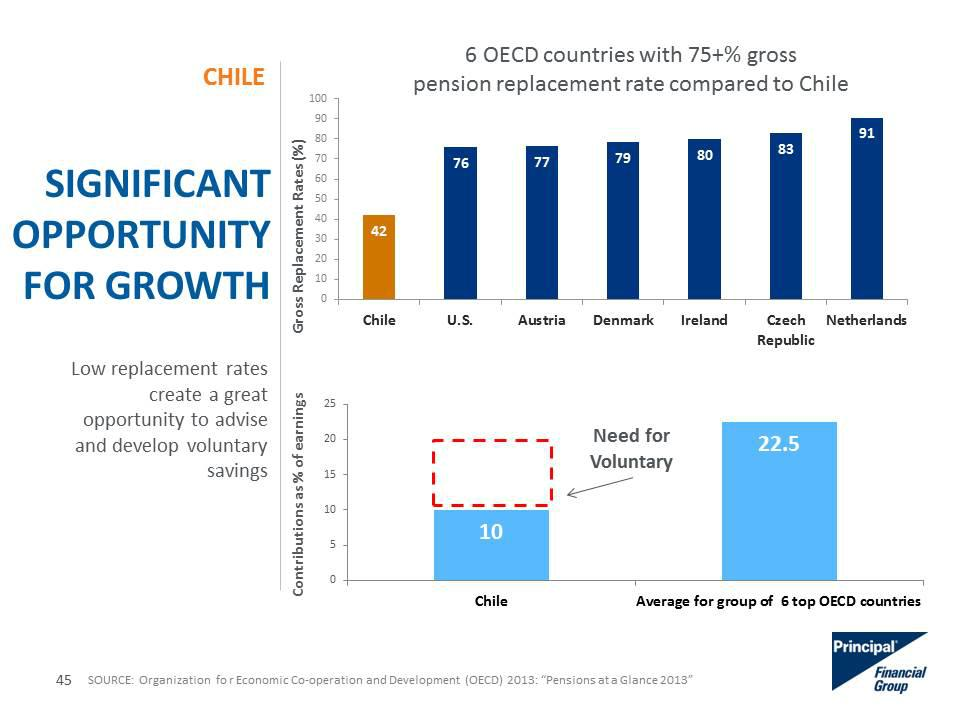 CHILE
SIGNIFICANT
OPPORTUNITY
FOR GROWTH
Low replacement rates
create a great
opportunity to advise
and develop voluntary
savings
6 OECD countries with 75+% gross
pension replacement rate compared to Chile
Gross Replacement Rates (%)
100
90
80
70
60
50
40
30
20
10
0
42
76
77
79
80
83
91
Chile
U.S.
Austria
Denmark
Ireland
Czech
Republic
Netherlands
Contributions as % of earnings
25
20
15
10
5
0
Need for
Voluntary
10
22.5
Chile
Average for group of 6 top OECD countries
45
SOURCE: Organization for Economic Co-operation and Development (OECD) 2013: “Pensions at a Glance 2013”
Principal®
Financial
Group